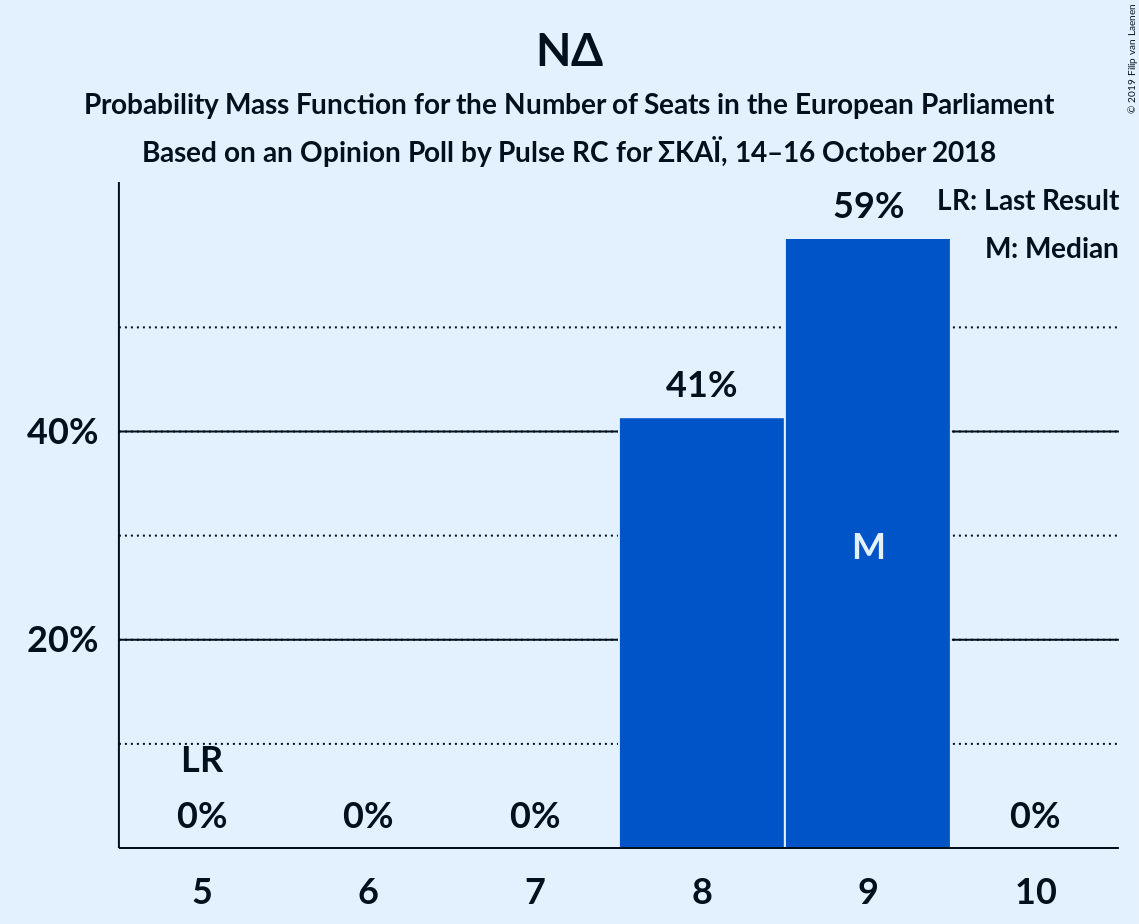 ΝΔ
Probability Mass Function for the Number of Seats in the European Parliament
Based on an Opinion Poll by Pulse RC for ΣΚΑΪ, 14–16 October 2018
© 2019 Filip van Laenen
LR: Last Result
M: Median
59%
41%
40%
M
20%
LR
0%
0%
0%
0%
5
6
7
8
9
10